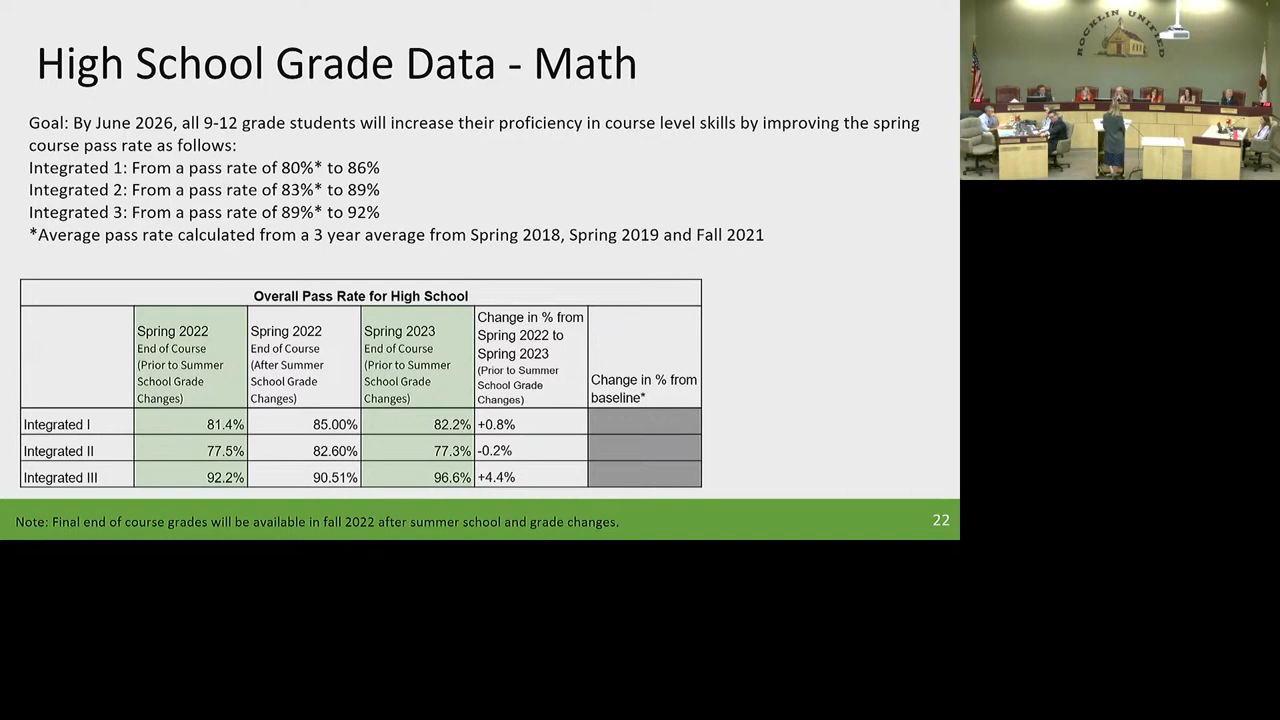 High School Grade Data - Math
Goal: By June 2026, all 9-12 grade students will increase their proficiency in course level skills by improving the spring
course pass rate as follows:
Integrated 1: From a pass rate of 80%* to 86%
Integrated 2: From a pass rate of 83%* to 89%
Integrated 3: From a pass rate of 89%* to 92%
*Average pass rate calculated from a 3 year average from Spring 2018, Spring 2019 and Fall 2021
Overall Pass Rate for High School
Spring 2022
End of Course
(Prior to Summer
School Grade
Changes)
Spring 2022
End of Course
(After Summer
School Grade
Changes)
Spring 2023
End of Course
(Prior to Summer
School Grade
Changes)
Change in % from
Spring 2022 to
Spring 2023
(Prior to Summer
School Grade
Changes)
Change in % from
baseline*
Integrated I 81.4% 85.00% 82.2% +0.8%
Integrated II 77.5% 82.60% 77.3% -0.2%
Integrated III 92.2% 90.51% 96.6% +4.4%
Note: Final end of course grades will be available in fall 2022 after summer school and grade changes.
22
ROCKLIN UNIFIED